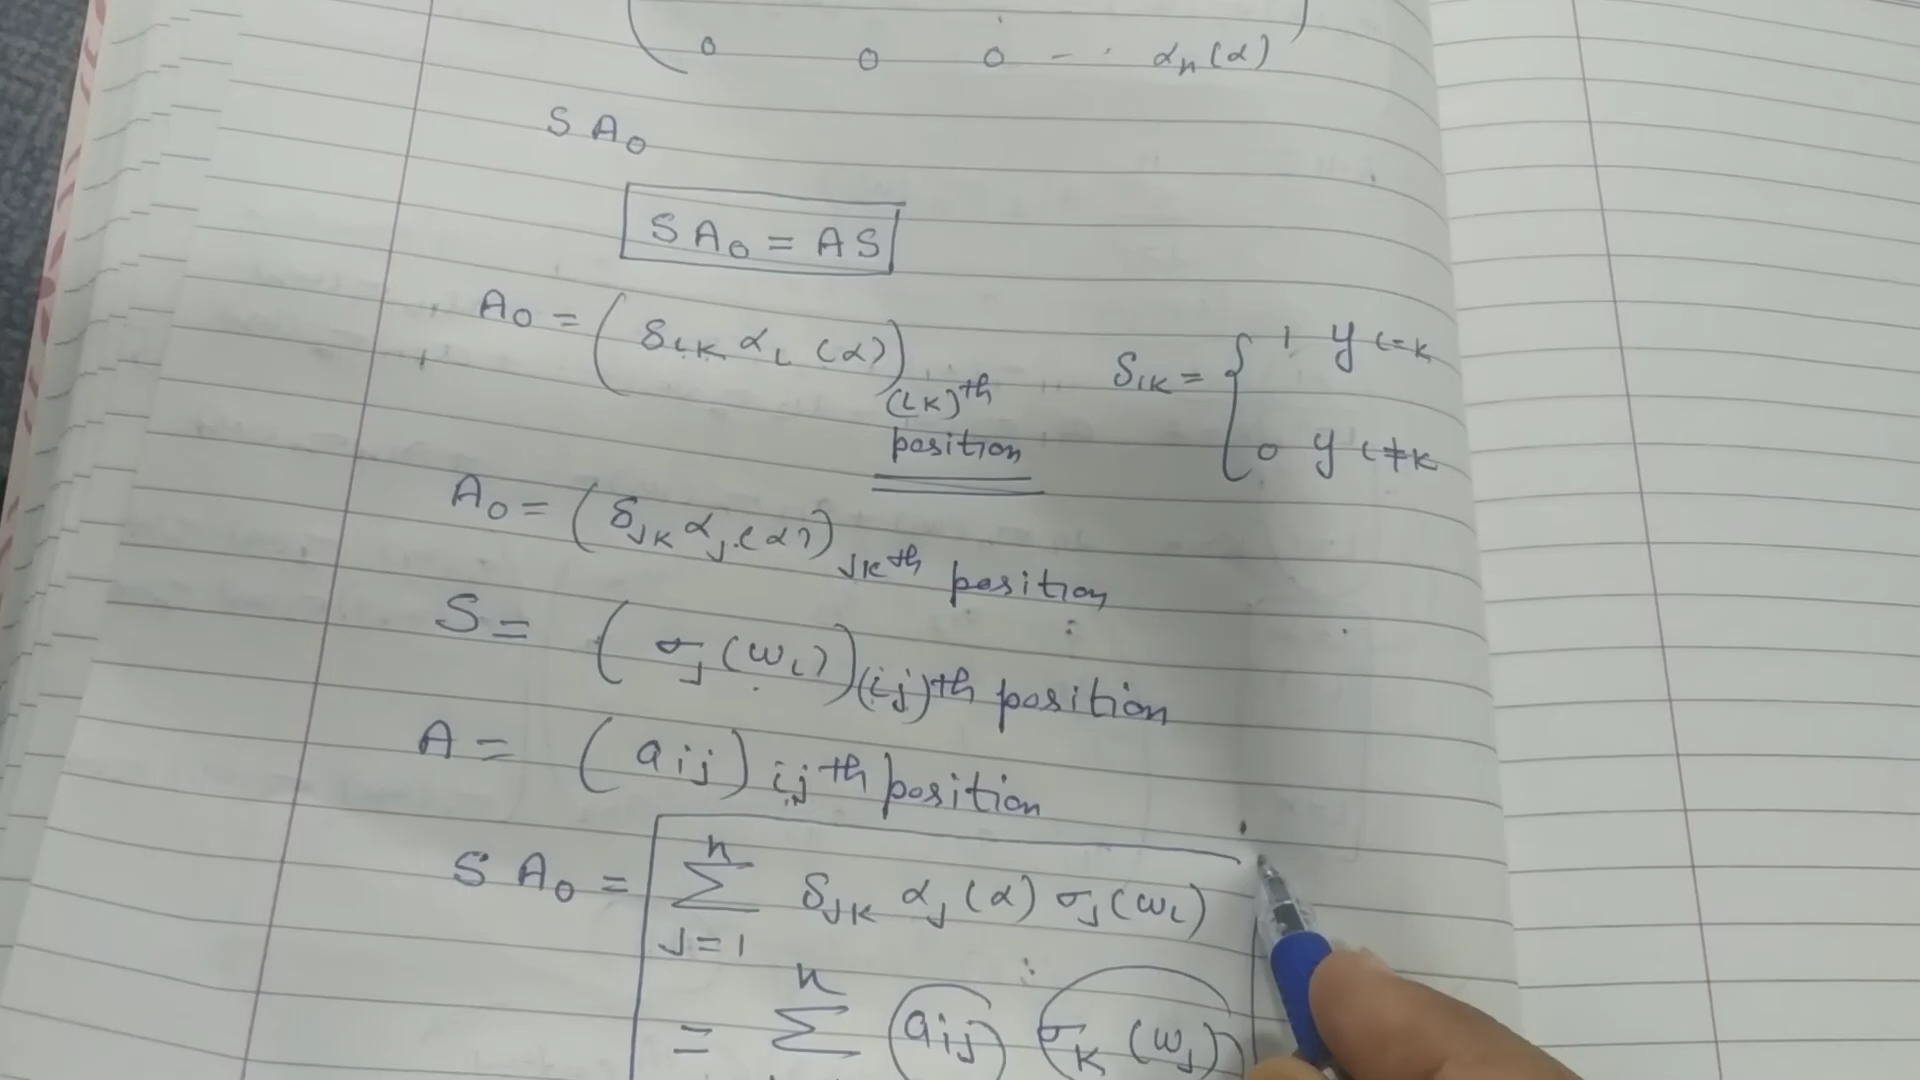 0 0 0 - · αn(α)
S A₀
S A₀ = A S
A₀ = ( δik αi (α) )(ik)th position
δik = { 1 if i=k
0 if i≠k
A₀ = ( δjk αj(α) ) jkth position
S = ( σj (ωi) )(ij)th position
A = ( aij ) ijth position
S A₀ = n Σ j=1 δjk αj(α) σj(ωi)
= n Σ aij σk (ωj)